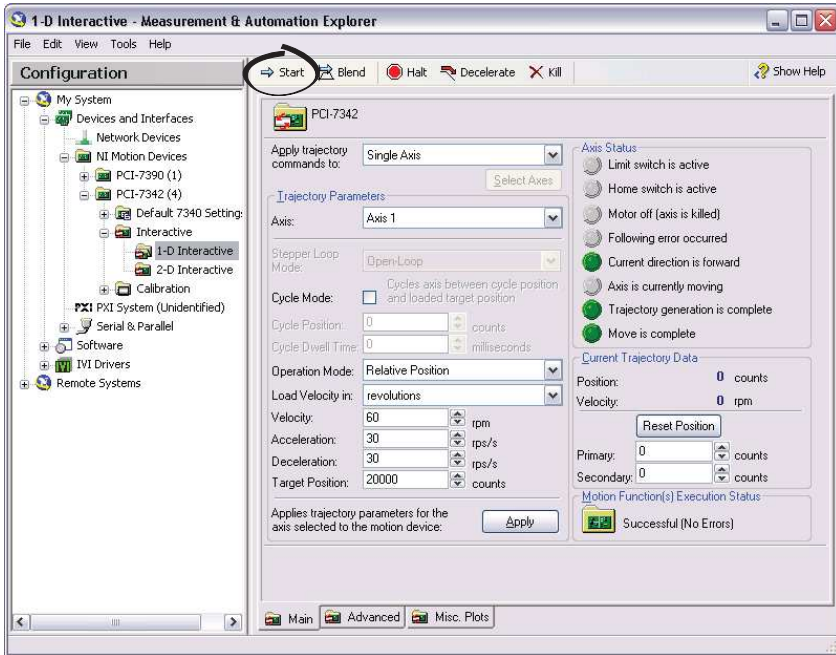 1-D Interactive - Measurement & Automation Explorer
File Edit View Tools Help
Configuration
Start Blend Halt Decelerate Kill Show Help
My System
Devices and Interfaces
Network Devices
NI Motion Devices
PCI-7390 (1)
PCI-7342 (4)
Default 7340 Setting
Interactive
1-D Interactive
2-D Interactive
Calibration
PXI PXI System (Unidentified)
Serial & Parallel
Software
IVI Drivers
Remote Systems
PCI-7342
Apply trajectory
commands to: Single Axis
Select Axes
Trajectory Parameters
Axis: Axis 1
Stepper Loop
Mode: Open-Loop
Cycle Mode: Cycles axis between cycle position
and loaded target position
Cycle Position: 0 counts
Cycle Dwell Time: 0 milliseconds
Operation Mode: Relative Position
Load Velocity in: revolutions
Velocity: 60 rpm
Acceleration: 30 rps/s
Deceleration: 30 rps/s
Target Position: 20000 counts
Applies trajectory parameters for the
axis selected to the motion device: Apply
Axis Status
Limit switch is active
Home switch is active
Motor off (axis is killed)
Following error occurred
Current direction is forward
Axis is currently moving
Trajectory generation is complete
Move is complete
Current Trajectory Data
Position: 0 counts
Velocity: 0 rpm
Reset Position
Primary: 0 counts
Secondary: 0 counts
Motion Function(s) Execution Status
Successful (No Errors)
Main Advanced Misc. Plots